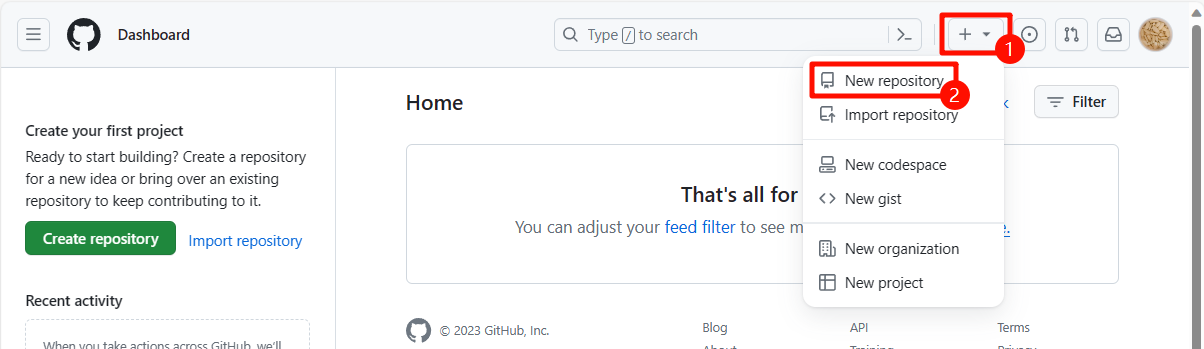 Dashboard
Type / to search
1
New repository
2
Import repository
New codespace
New gist
New organization
New project
Home
Filter
Create your first project
Ready to start building? Create a repository
for a new idea or bring over an existing
repository to keep contributing to it.
Create repository
Import repository
That's all for
You can adjust your feed filter to see
Recent activity
When you take actions across GitHub, we'll
© 2023 GitHub, Inc.
Blog
API
Terms
About
Training
Privacy